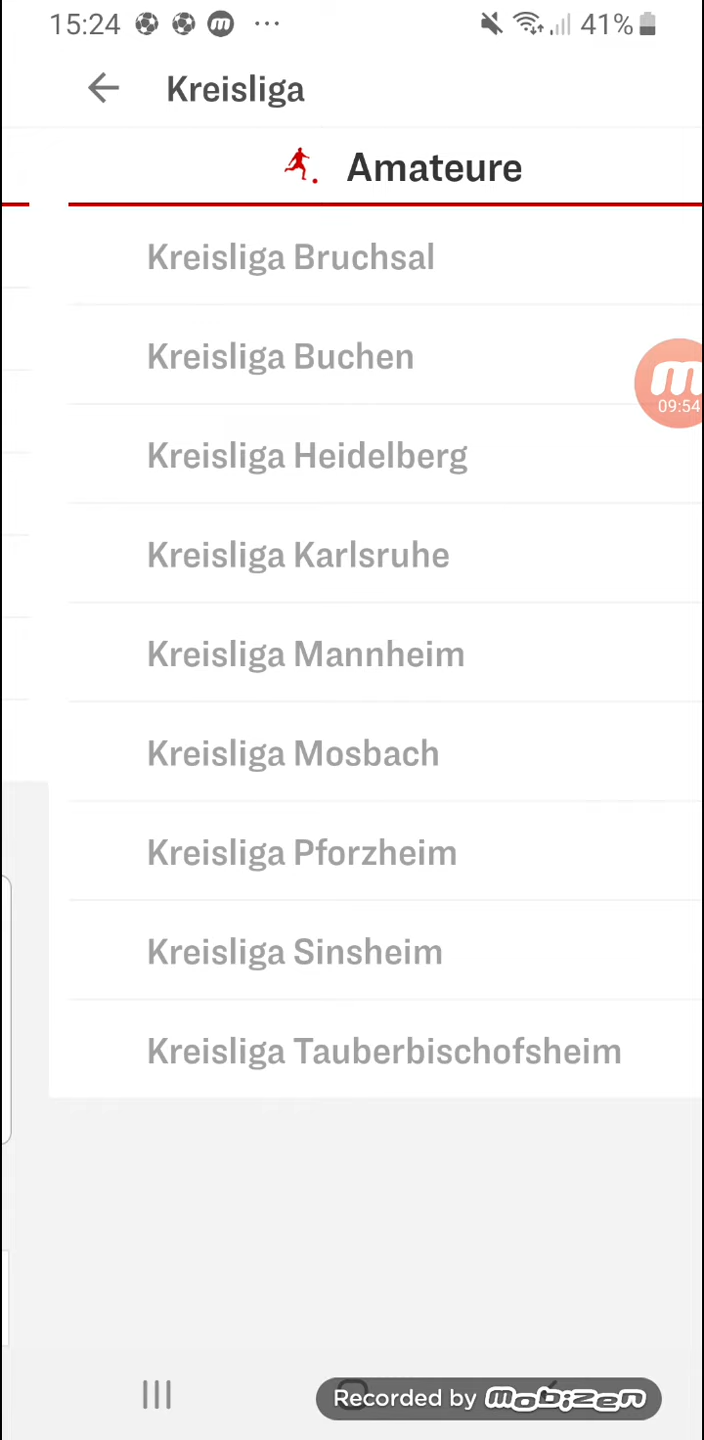 15:24 m ··· 41%
Kreisliga
Amateure
Kreisliga Bruchsal
Kreisliga Buchen
m
09:54
Kreisliga Heidelberg
Kreisliga Karlsruhe
Kreisliga Mannheim
Kreisliga Mosbach
Kreisliga Pforzheim
Kreisliga Sinsheim
Kreisliga Tauberbischofsheim
Recorded by mobizen